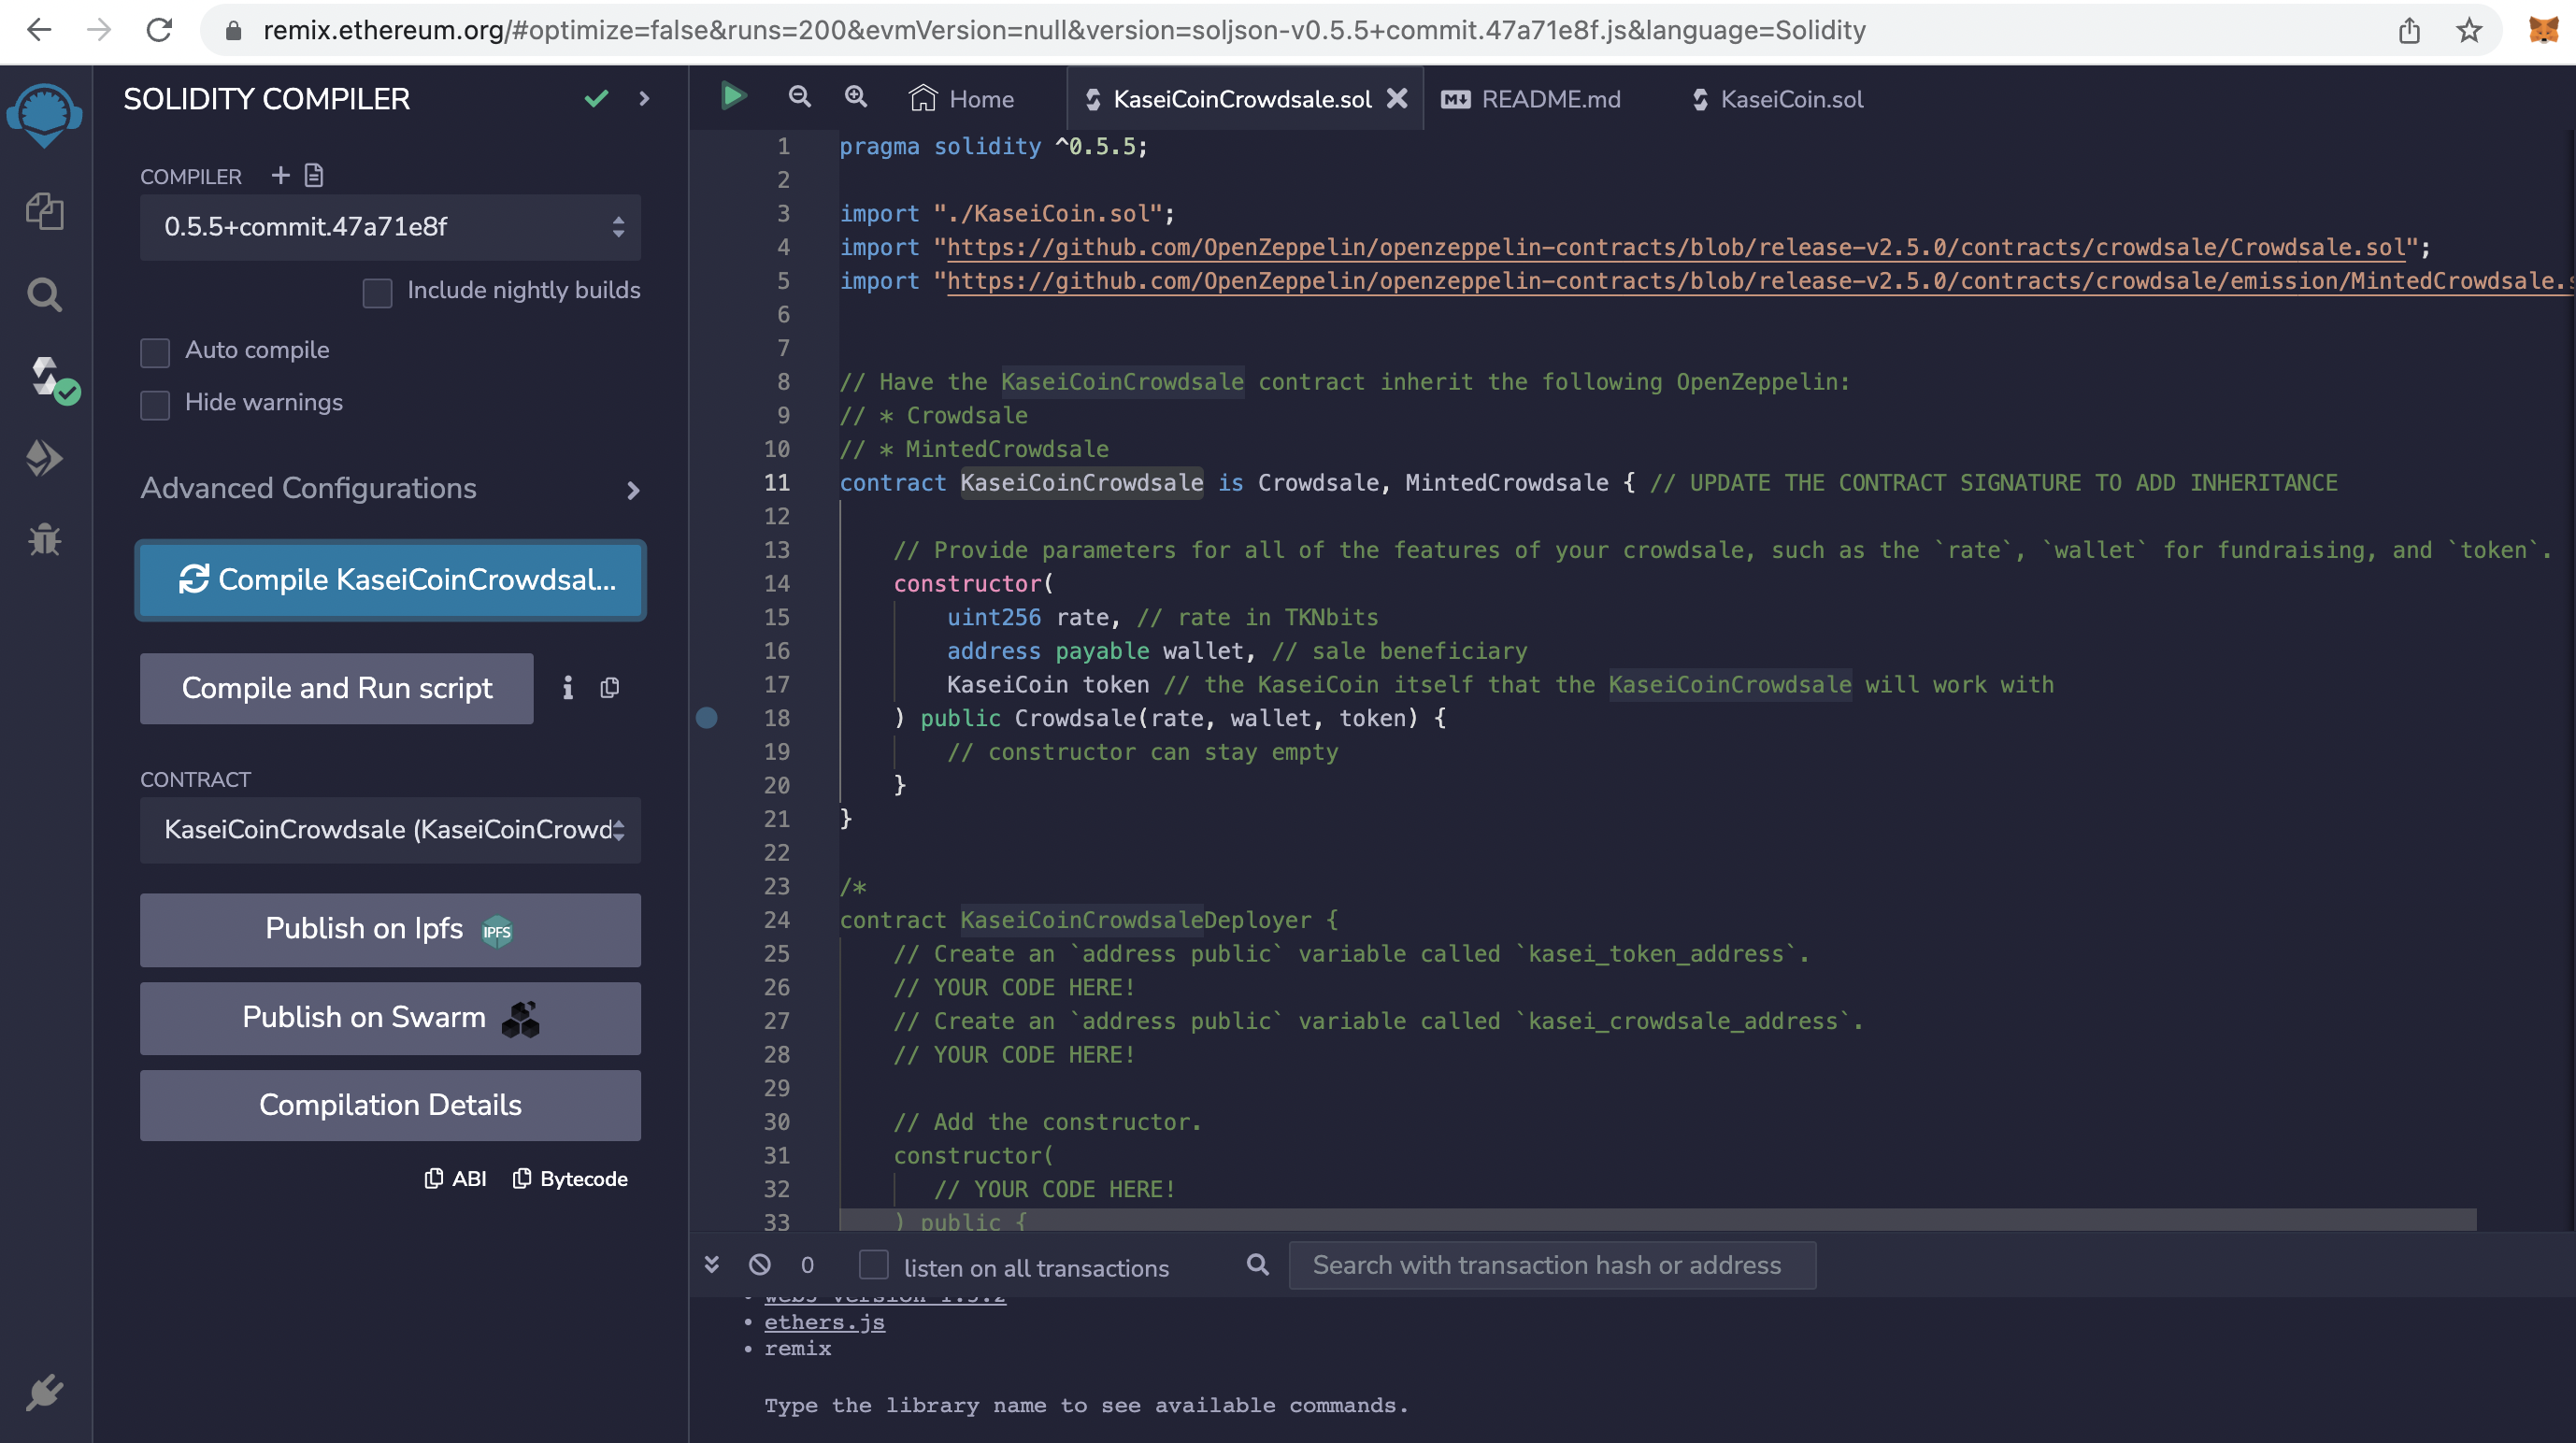 remix.ethereum.org/#optimize=false&runs=200&evmVersion=null&version=soljson-v0.5.5+commit.47a71e8f.js&language=Solidity
SOLIDITY COMPILER
COMPILER
0.5.5+commit.47a71e8f
Include nightly builds
Auto compile
Hide warnings
Advanced Configurations
Compile KaseiCoinCrowdsal...
Compile and Run script
CONTRACT
KaseiCoinCrowdsale (KaseiCoinCrowd
Publish on Ipfs IPFS
Publish on Swarm
Compilation Details
ABI Bytecode
Home KaseiCoinCrowdsale.sol README.md KaseiCoin.sol
1 pragma solidity ^0.5.5;
2
3 import "./KaseiCoin.sol";
4 import "https://github.com/OpenZeppelin/openzeppelin-contracts/blob/release-v2.5.0/contracts/crowdsale/Crowdsale.sol";
5 import "https://github.com/OpenZeppelin/openzeppelin-contracts/blob/release-v2.5.0/contracts/crowdsale/emission/MintedCrowdsale.s
6
7
8 // Have the KaseiCoinCrowdsale contract inherit the following OpenZeppelin:
9 // * Crowdsale
10 // * MintedCrowdsale
11 contract KaseiCoinCrowdsale is Crowdsale, MintedCrowdsale { // UPDATE THE CONTRACT SIGNATURE TO ADD INHERITANCE
12
13 // Provide parameters for all of the features of your crowdsale, such as the `rate`, `wallet` for fundraising, and `token`.
14 constructor(
15 uint256 rate, // rate in TKNbits
16 address payable wallet, // sale beneficiary
17 KaseiCoin token // the KaseiCoin itself that the KaseiCoinCrowdsale will work with
18 ) public Crowdsale(rate, wallet, token) {
19 // constructor can stay empty
20 }
21 }
22
23 /*
24 contract KaseiCoinCrowdsaleDeployer {
25 // Create an `address public` variable called `kasei_token_address`.
26 // YOUR CODE HERE!
27 // Create an `address public` variable called `kasei_crowdsale_address`.
28 // YOUR CODE HERE!
29
30 // Add the constructor.
31 constructor(
32 // YOUR CODE HERE!
33 ) public {
0 listen on all transactions Search with transaction hash or address
• web3 version 1.5.2
• ethers.js
• remix
Type the library name to see available commands.